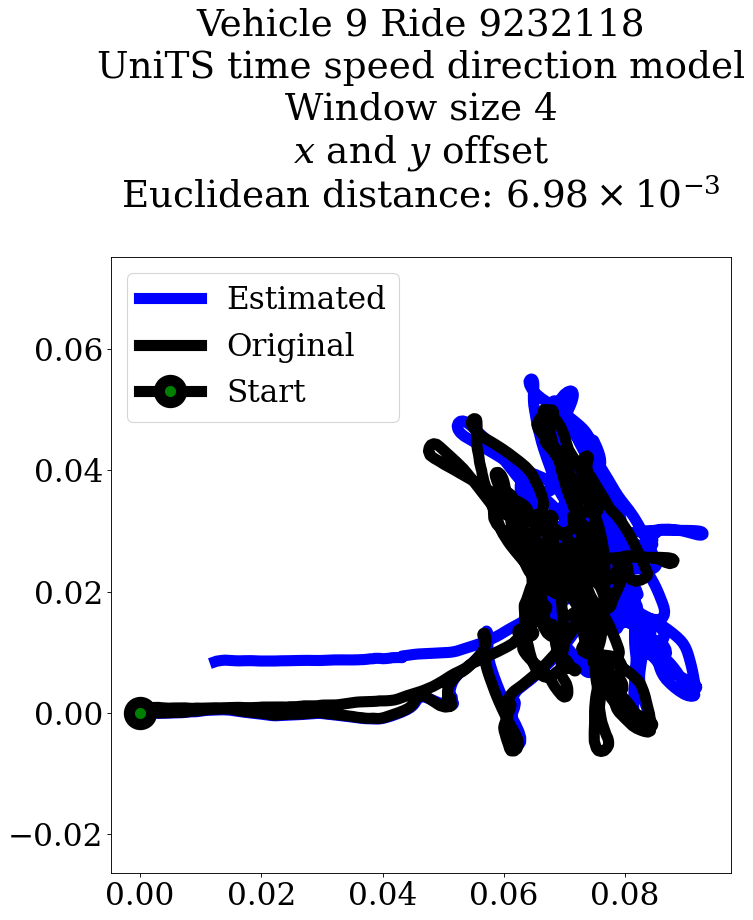 Vehicle 9 Ride 9232118
UniTS time speed direction model
Window size 4
x and y offset
Euclidean distance: 6.98 × 10⁻³
Estimated
Original
Start
0.06
0.04
0.02
0.00
−0.02
0.00 0.02 0.04 0.06 0.08